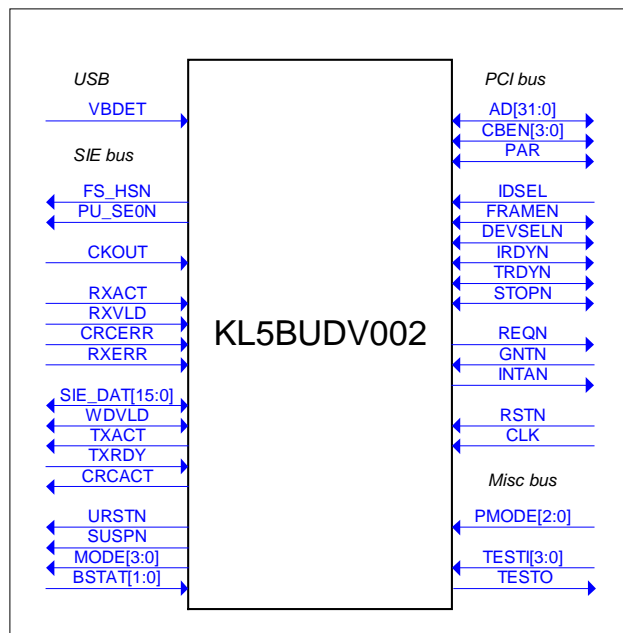 USB
VBDET
SIE bus
FS_HSN
PU_SE0N
CKOUT
RXACT
RXVLD
CRCERR
RXERR
SIE_DAT[15:0]
WDVLD
TXACT
TXRDY
CRCACT
URSTN
SUSPN
MODE[3:0]
BSTAT[1:0]
KL5BUDV002
PCI bus
AD[31:0]
CBEN[3:0]
PAR
IDSEL
FRAMEN
DEVSELN
IRDYN
TRDYN
STOPN
REQN
GNTN
INTAN
RSTN
CLK
Misc bus
PMODE[2:0]
TESTI[3:0]
TESTO